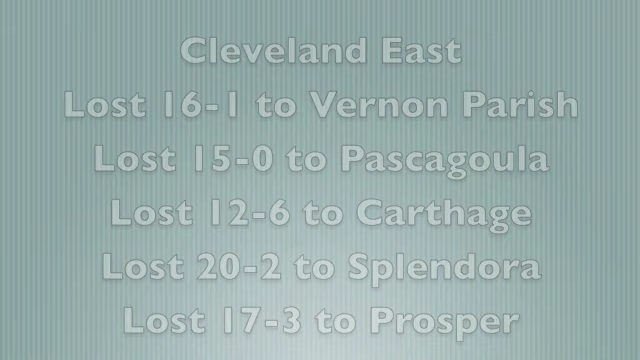 Cleveland East
Lost 16-1 to Vernon Parish
Lost 15-0 to Pascagoula
Lost 12-6 to Carthage
Lost 20-2 to Splendora
Lost 17-3 to Prosper